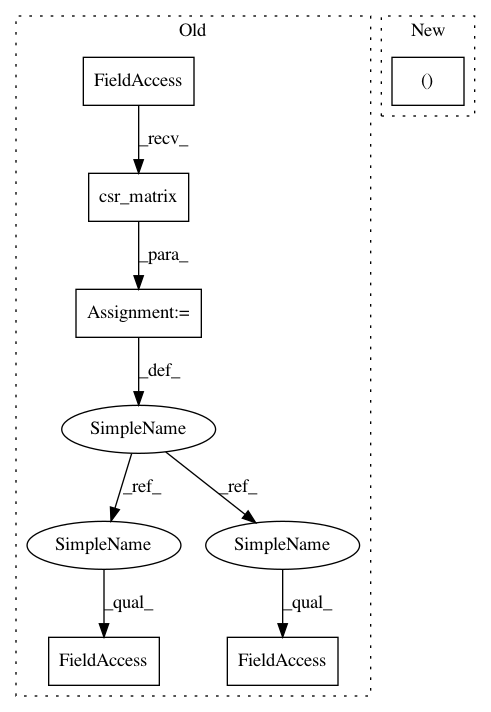 Old
New
FieldAccess
()
_recv_
csr_matrix
_para_
Assignment:=
_def_
SimpleName
_ref_
_ref_
SimpleName
SimpleName
_qual_
_qual_
FieldAccess
FieldAccess